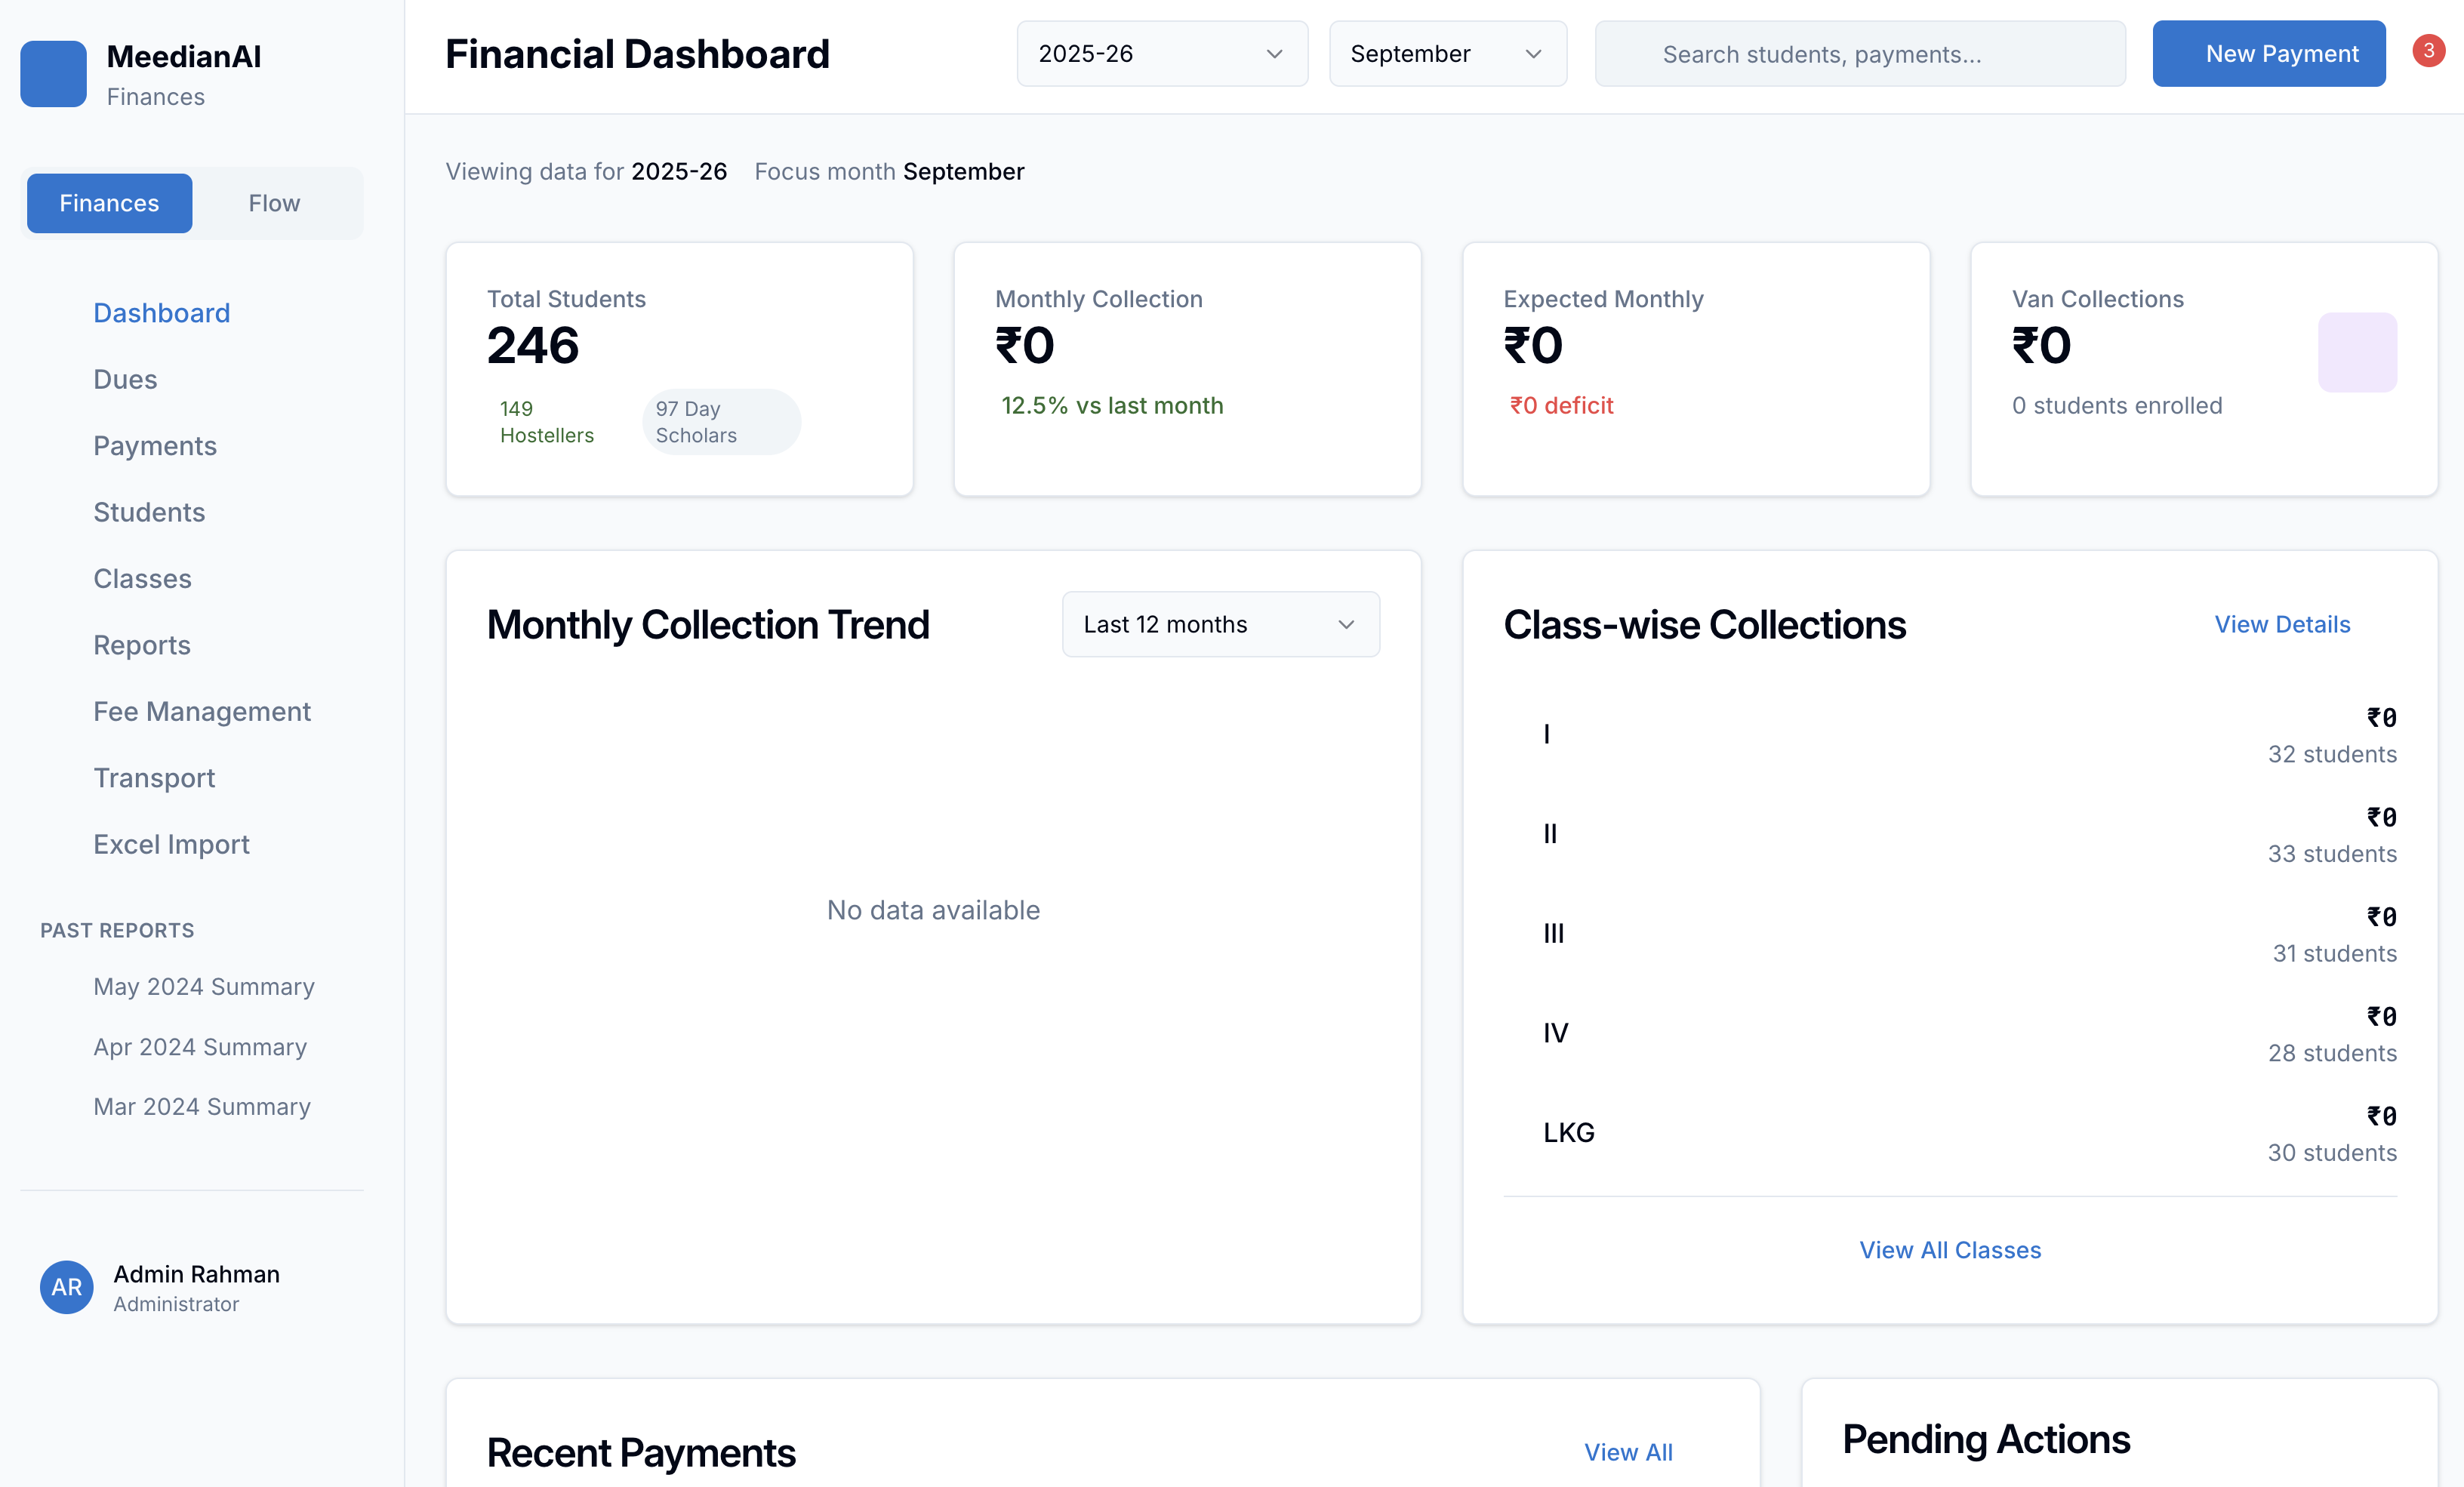 MeedianAI
Finances
Finances
Flow
Dashboard
Dues
Payments
Students
Classes
Reports
Fee Management
Transport
Excel Import
PAST REPORTS
May 2024 Summary
Apr 2024 Summary
Mar 2024 Summary
AR
Admin Rahman
Administrator
Financial Dashboard
2025-26
September
Search students, payments...
New Payment
3
Viewing data for 2025-26 Focus month September
Total Students
246
149
Hostellers
97 Day
Scholars
Monthly Collection
₹0
12.5% vs last month
Expected Monthly
₹0
₹0 deficit
Van Collections
₹0
0 students enrolled
Monthly Collection Trend
Last 12 months
No data available
Class-wise Collections
View Details
I
₹0
32 students
II
₹0
33 students
III
₹0
31 students
IV
₹0
28 students
LKG
₹0
30 students
View All Classes
Recent Payments
View All
Pending Actions